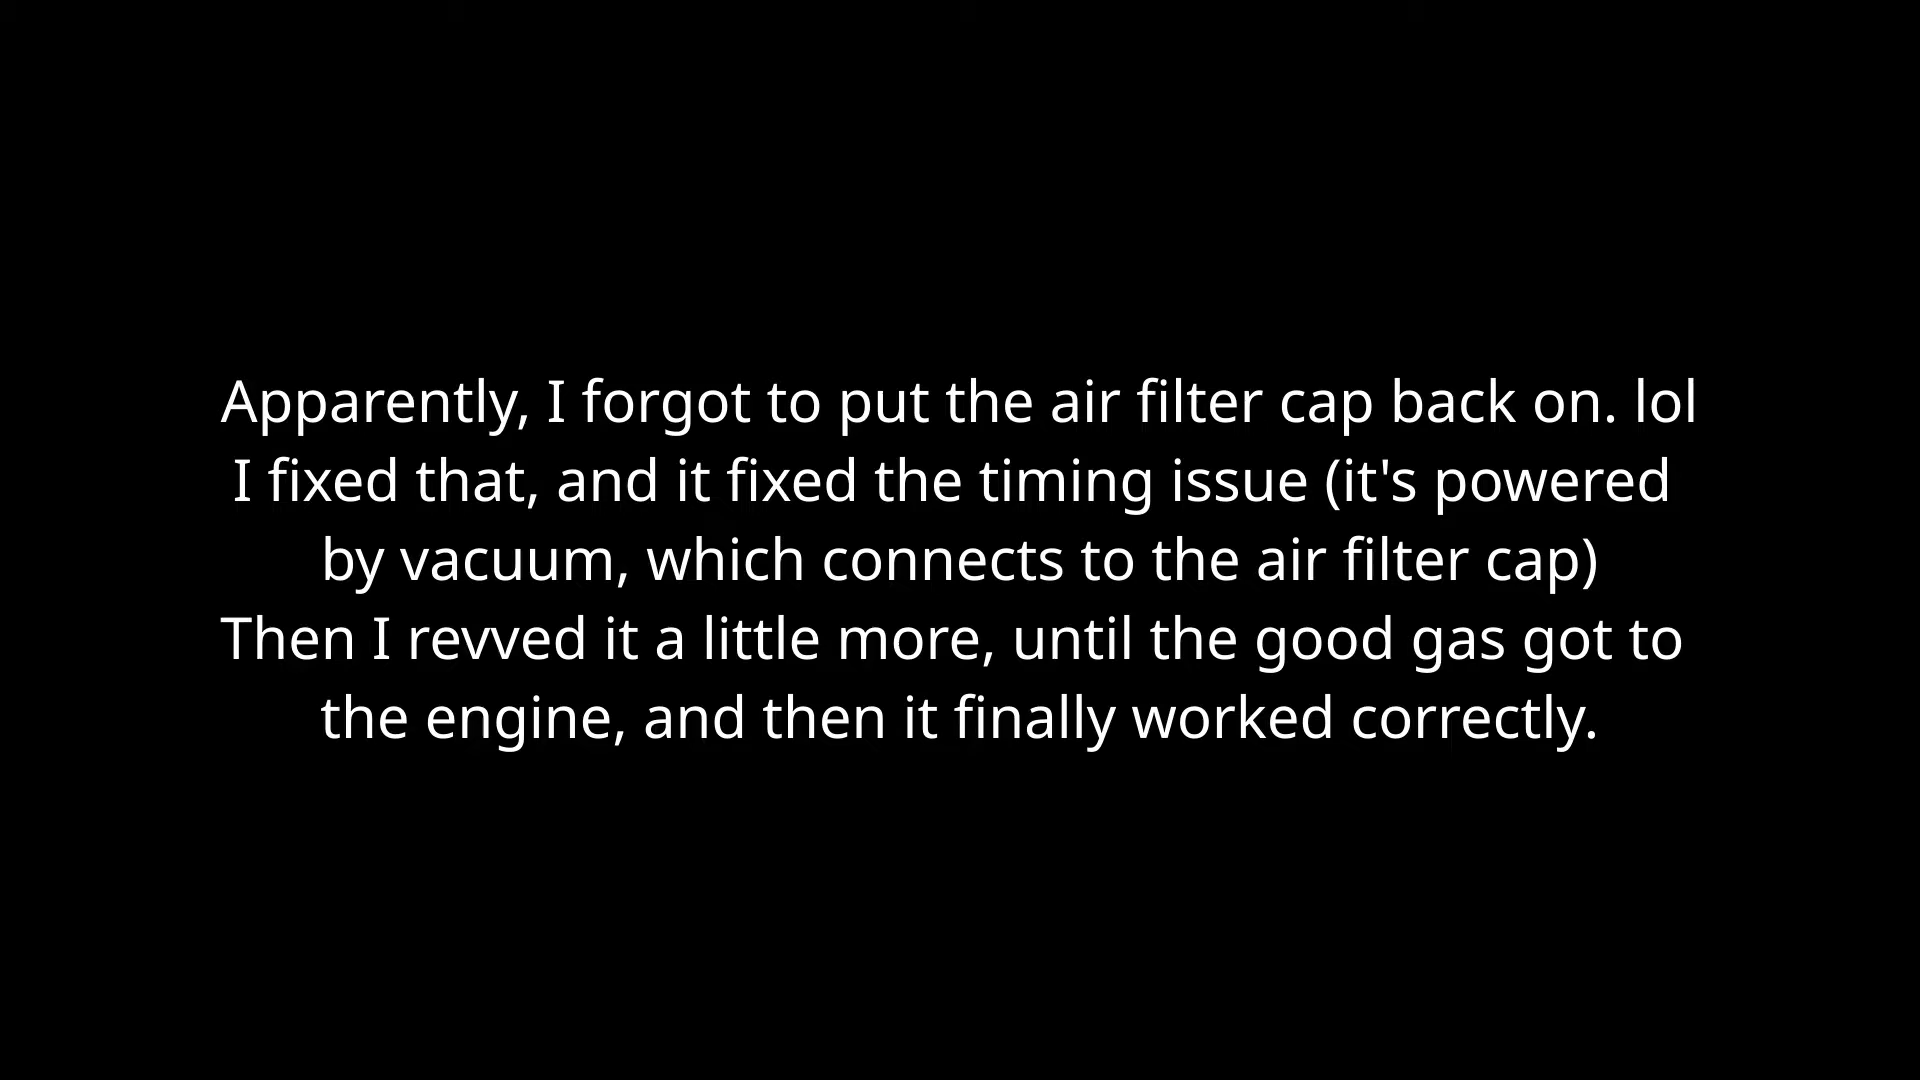 Apparently, I forgot to put the air filter cap back on. lol
I fixed that, and it fixed the timing issue (it's powered
by vacuum, which connects to the air filter cap)
Then I revved it a little more, until the good gas got to
the engine, and then it finally worked correctly.